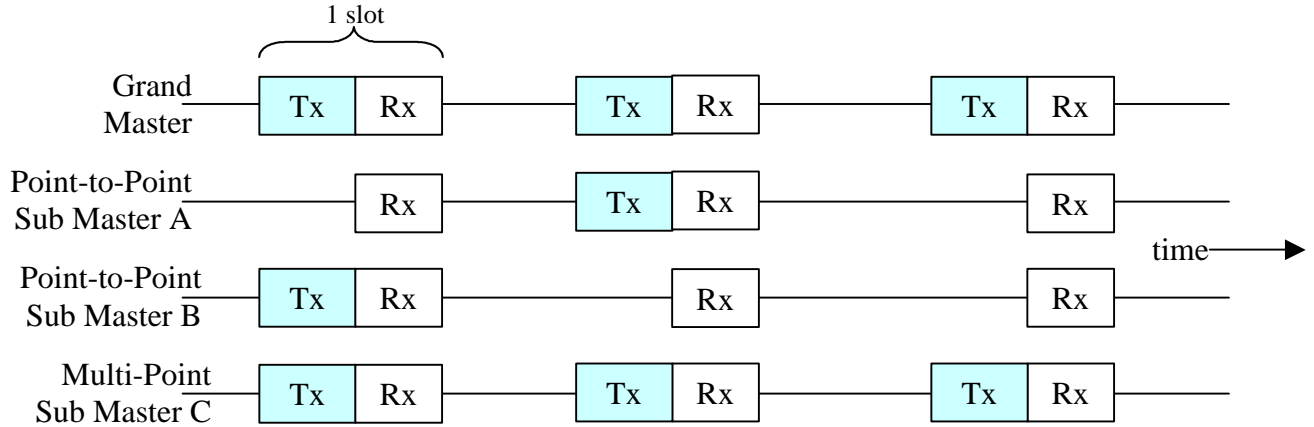 1 slot
Grand
Master
Tx Rx Tx Rx Tx Rx
Point-to-Point
Sub Master A
Rx Tx Rx Rx
time
Point-to-Point
Sub Master B
Tx Rx Rx Rx
Multi-Point
Sub Master C
Tx Rx Tx Rx Tx Rx